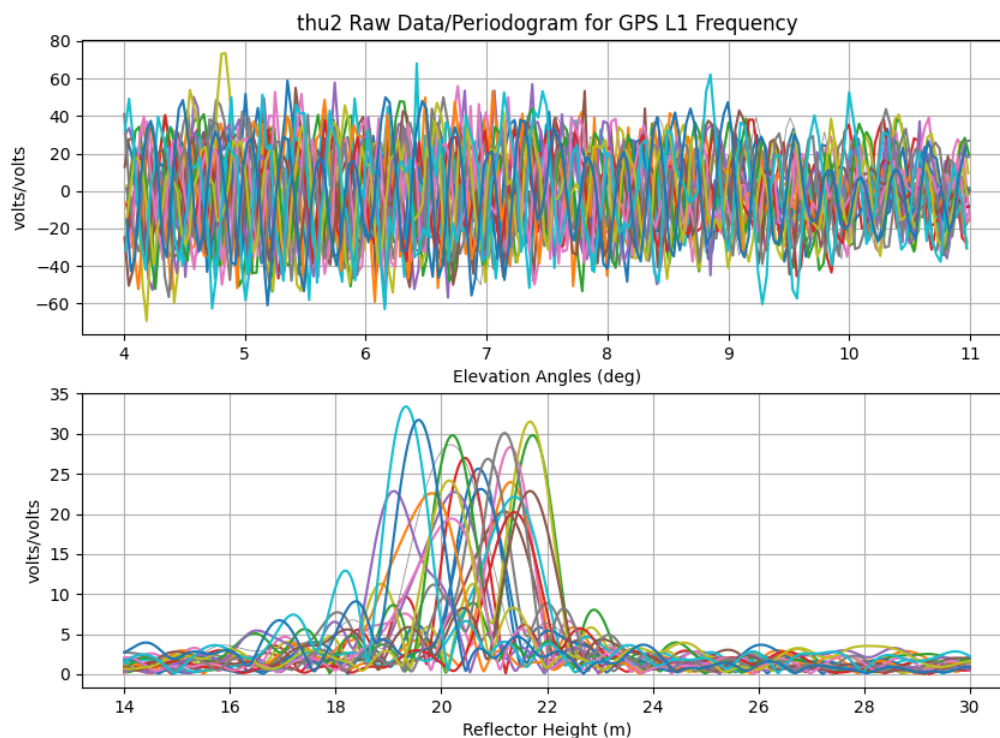 thu2 Raw Data/Periodogram for GPS L1 Frequency
80
60
40
20
0
−20
−40
−60
volts/volts
4 5 6 7 8 9 10 11
Elevation Angles (deg)
35
30
25
20
15
10
5
0
volts/volts
14 16 18 20 22 24 26 28 30
Reflector Height (m)